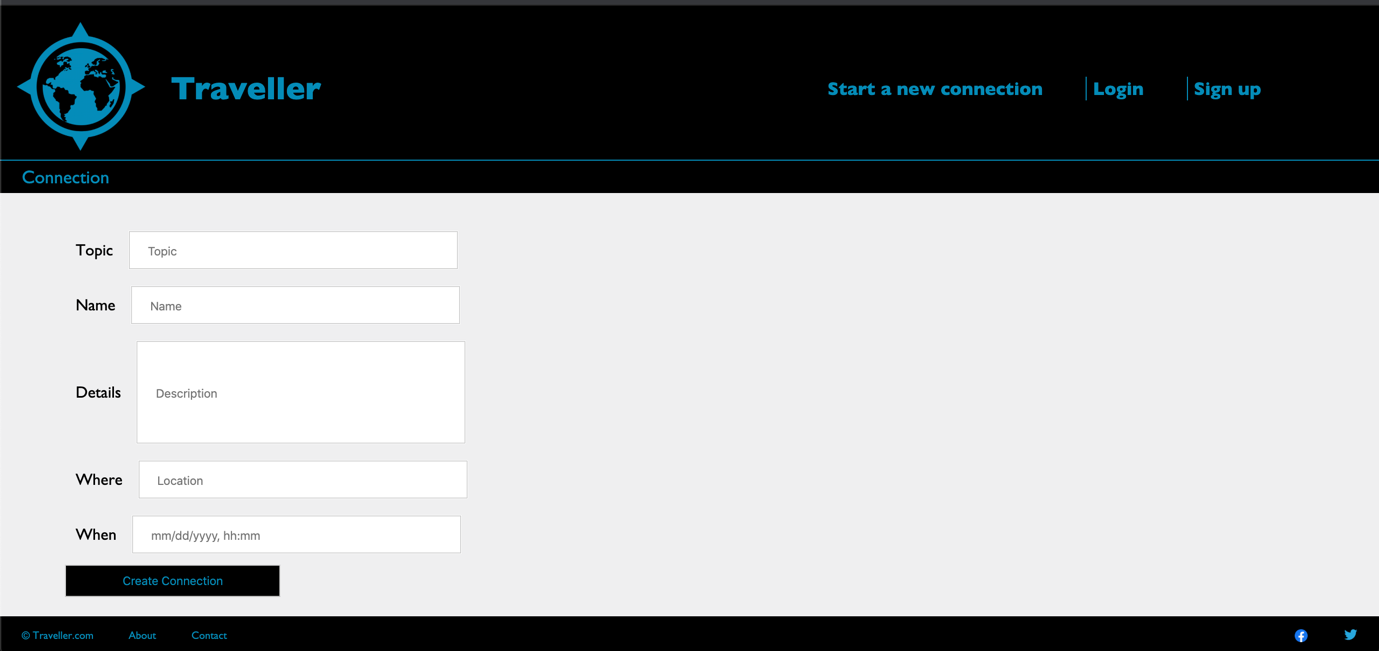 Traveller
Start a new connection Login Sign up
Connection
Topic Topic
Name Name
Details Description
Where Location
When mm/dd/yyyy, hh:mm
Create Connection
© Traveller.com About Contact